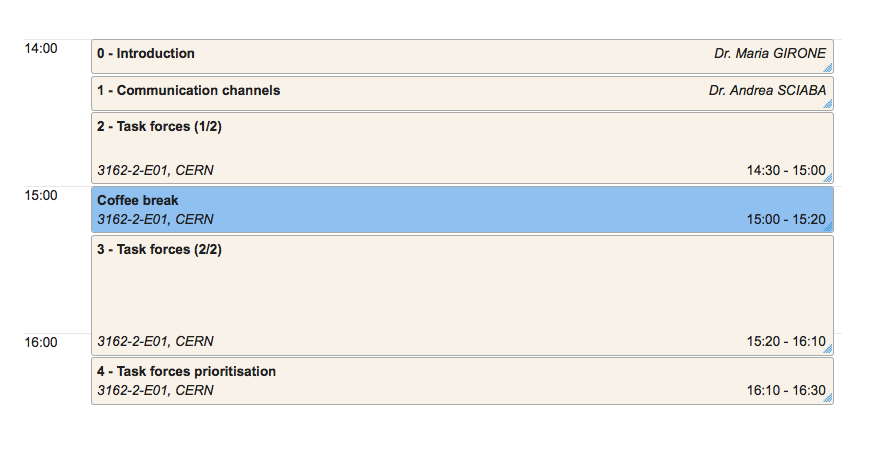 14:00
0 - Introduction Dr. Maria GIRONE
1 - Communication channels Dr. Andrea SCIABA
2 - Task forces (1/2)
3162-2-E01, CERN 14:30 - 15:00
15:00
Coffee break
3162-2-E01, CERN 15:00 - 15:20
3 - Task forces (2/2)
3162-2-E01, CERN 15:20 - 16:10
16:00
4 - Task forces prioritisation
3162-2-E01, CERN 16:10 - 16:30